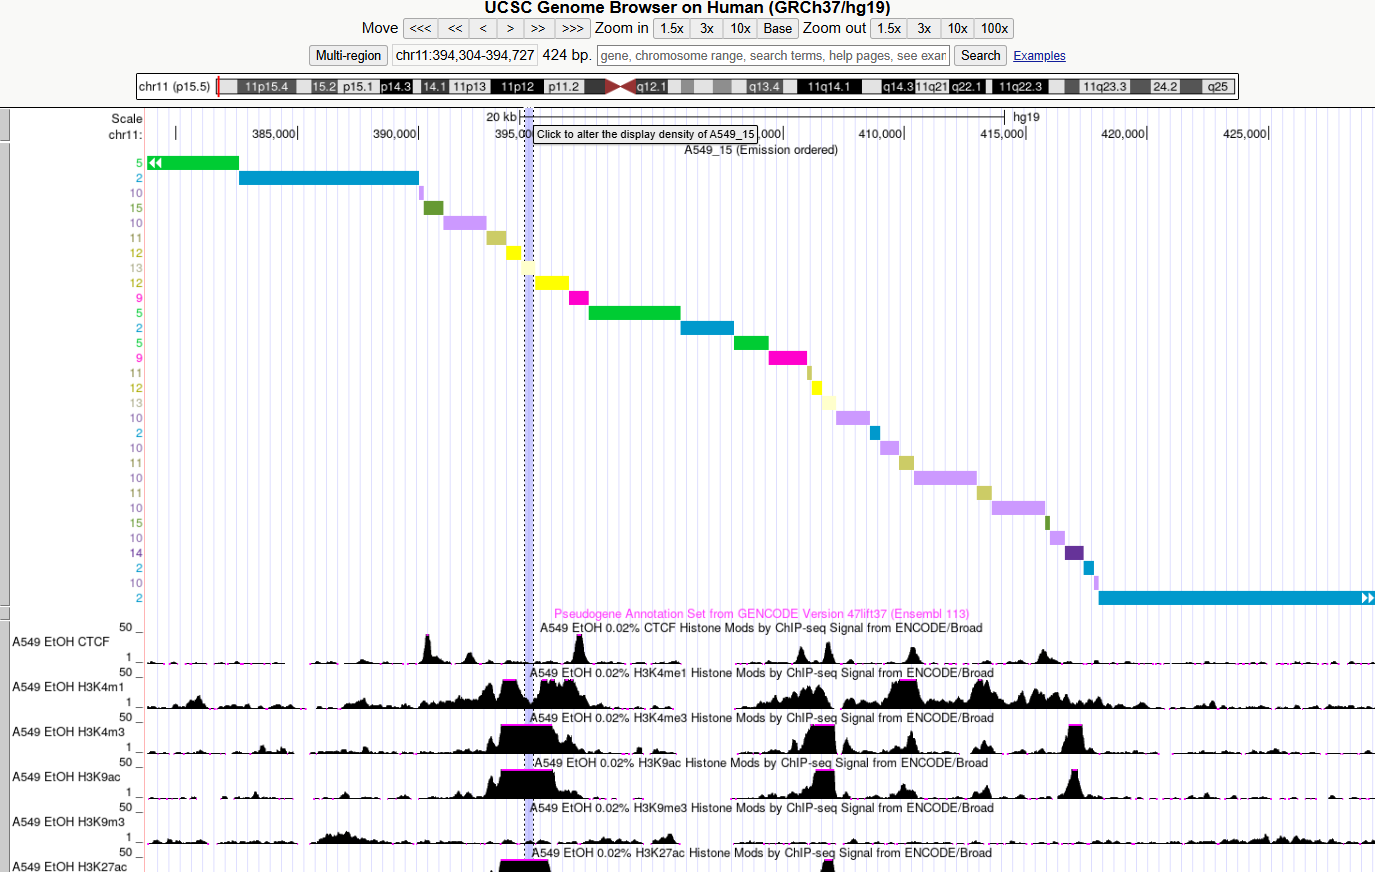 UCSC Genome Browser on Human (GRCh37/hg19)
Move <<< << < > >> >>> Zoom in 1.5x 3x 10x Base Zoom out 1.5x 3x 10x 100x
Multi-region chr11:394,304-394,727 424 bp. gene, chromosome range, search terms, help pages, see exar Search Examples
chr11 (p15.5) 11p15.4 15.2 p15.1 p14.3 14.1 11p13 11p12 p11.2 q12.1 q13.4 11q14.1 q14.3 11q21 q22.1 11q22.3 11q23.3 24.2 q25
Scale 20 kb hg19
chr11: 385,000 390,000 395,00 Click to alter the display density of A549_15 ,000 410,000 415,000 420,000 425,000
A549_15 (Emission ordered)
5
2
10
15
10
11
12
13
12
9
5
2
5
9
11
12
13
10
2
10
11
10
11
10
15
10
14
2
10
2
Pseudogene Annotation Set from GENCODE Version 47lift37 (Ensembl 113)
50 A549 EtOH 0.02% CTCF Histone Mods by ChIP-seq Signal from ENCODE/Broad
A549 EtOH CTCF
1
A549 EtOH 0.02% H3K4me1 Histone Mods by ChIP-seq Signal from ENCODE/Broad
50
A549 EtOH H3K4m1
1
50 A549 EtOH 0.02% H3K4me3 Histone Mods by ChIP-seq Signal from ENCODE/Broad
A549 EtOH H3K4m3
1
50 A549 EtOH 0.02% H3K9ac Histone Mods by ChIP-seq Signal from ENCODE/Broad
A549 EtOH H3K9ac
1
50 A549 EtOH 0.02% H3K9me3 Histone Mods by ChIP-seq Signal from ENCODE/Broad
A549 EtOH H3K9m3
1
50 A549 EtOH 0.02% H3K27ac Histone Mods by ChIP-seq Signal from ENCODE/Broad
A549 EtOH H3K27ac